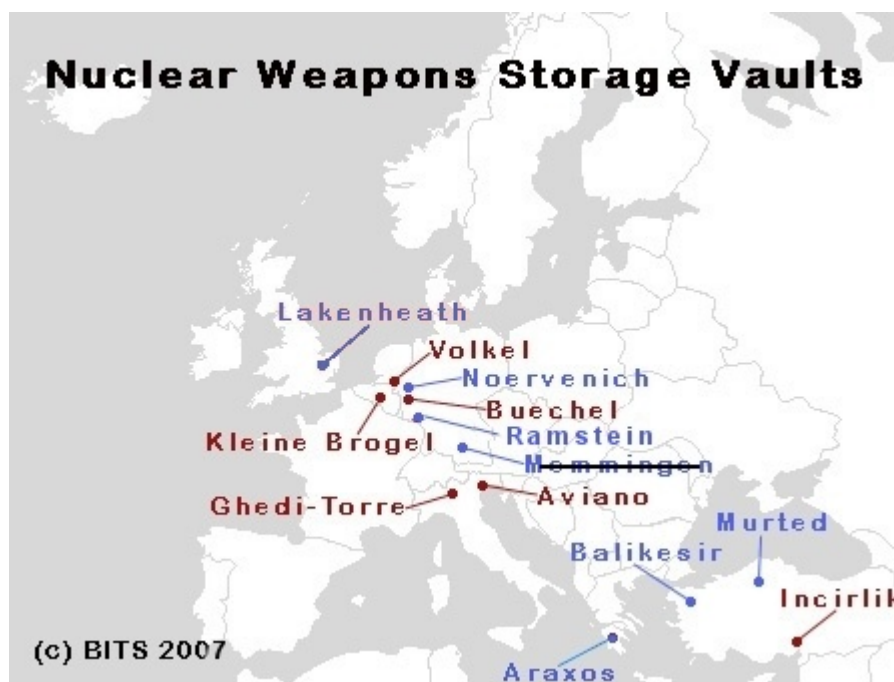 Nuclear Weapons Storage Vaults
Lakenheath
Volkel
Noervenich
Buechel
Kleine Brogel
Ramstein
Memmingen
Ghedi-Torre
Aviano
Murted
Balikesir
Incirlik
(c) BITS 2007
Araxos